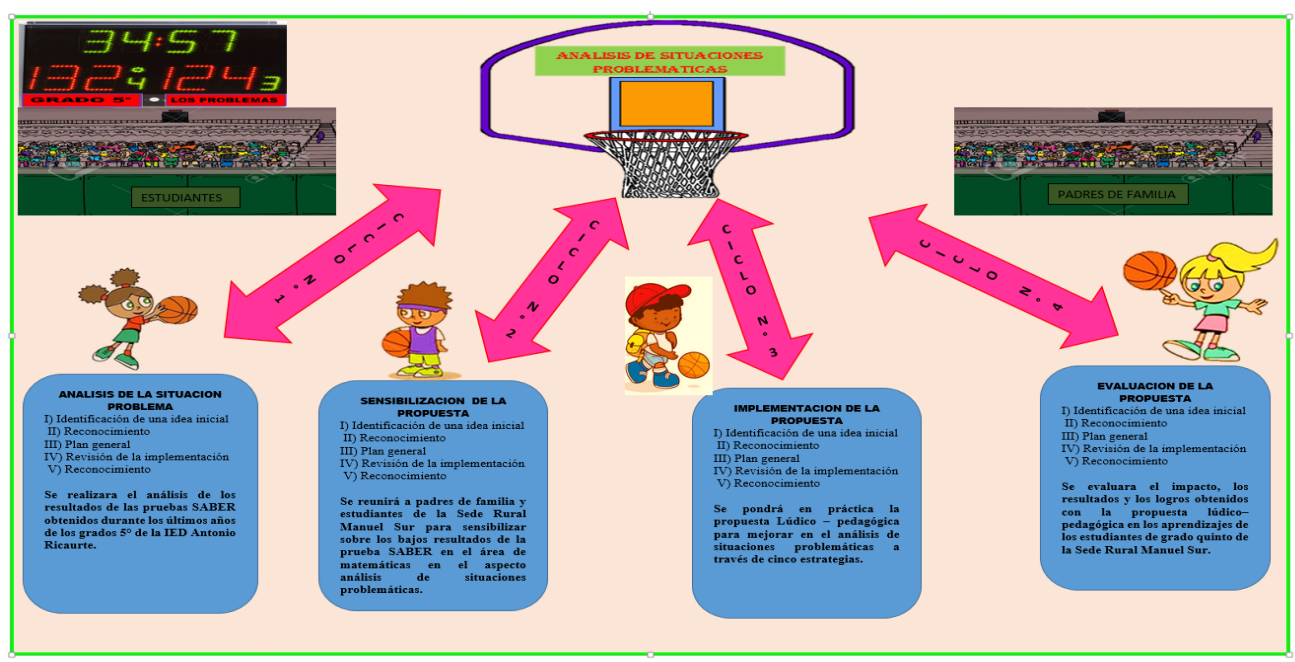 34:57
132 4 124 3
GRADO 5° LOS PROBLEMAS
ANALISIS DE SITUACIONES
PROBLEMATICAS
ESTUDIANTES
PADRES DE FAMILIA
CICLO N° 1
CICLO N° 2
CICLO N° 3
CICLO N° 4
ANALISIS DE LA SITUACION
PROBLEMA
I) Identificación de una idea inicial
II) Reconocimiento
III) Plan general
IV) Revisión de la implementación
V) Reconocimiento
Se realizara el análisis de los
resultados de las pruebas SABER
obtenidos durante los últimos años
de los grados 5° de la IED Antonio
Ricaurte.
SENSIBILIZACION DE LA
PROPUESTA
I) Identificación de una idea inicial
II) Reconocimiento
III) Plan general
IV) Revisión de la implementación
V) Reconocimiento
Se reunirá a padres de familia y
estudiantes de la Sede Rural
Manuel Sur para sensibilizar
sobre los bajos resultados de la
prueba SABER en el área de
matemáticas en el aspecto
análisis de situaciones
problemáticas.
IMPLEMENTACION DE LA
PROPUESTA
I) Identificación de una idea inicial
II) Reconocimiento
III) Plan general
IV) Revisión de la implementación
V) Reconocimiento
Se pondrá en práctica la
propuesta Lúdico – pedagógica
para mejorar en el análisis de
situaciones problemáticas a
través de cinco estrategias.
EVALUACION DE LA
PROPUESTA
I) Identificación de una idea inicial
II) Reconocimiento
III) Plan general
IV) Revisión de la implementación
V) Reconocimiento
Se evaluara el impacto, los
resultados y los logros obtenidos
con la propuesta lúdico–
pedagógica en los aprendizajes de
los estudiantes de grado quinto de
la Sede Rural Manuel Sur.